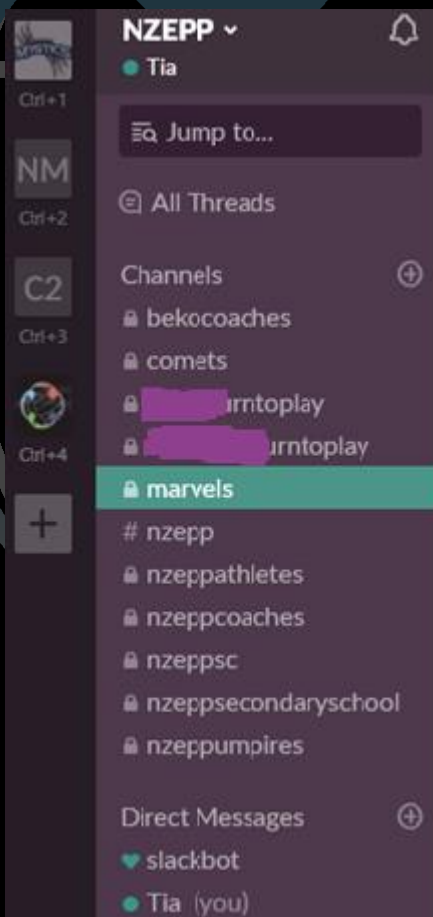 NZEPP
Tia
Ctrl+1
Jump to...
NM
Ctrl+2
All Threads
C2
Ctrl+3
Channels
bekocoaches
comets
urntoplay
Ctrl+4
urntoplay
marvels
+
# nzepp
nzeppathletes
nzeppcoaches
nzeppsc
nzeppsecondaryschool
nzeppumpires
Direct Messages
slackbot
Tia (you)